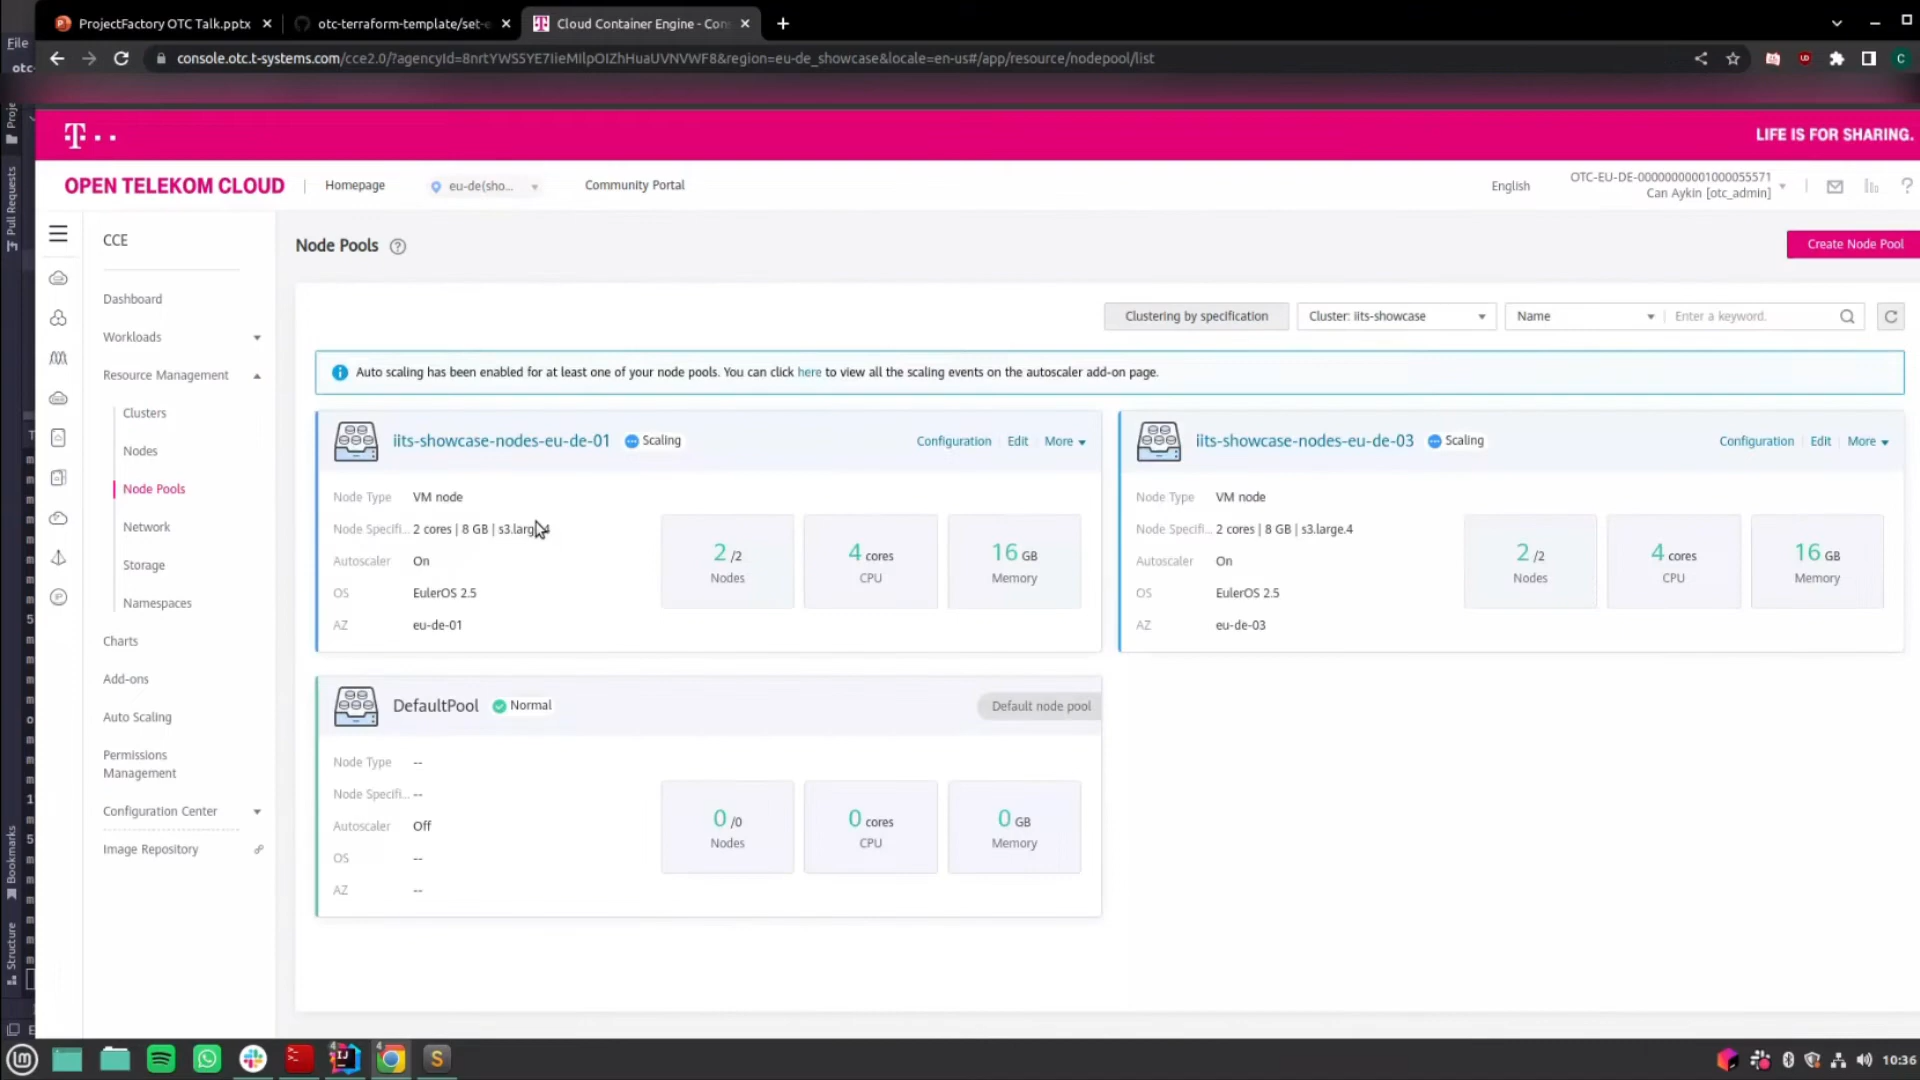 ProjectFactory OTC Talk.pptx
otc-terraform-template/set-e
Cloud Container Engine - Cons
File
console.otc.t-systems.com/cce2.0/?agencyId=8nrtYWSSYE7IieMIlpOIZhHuaUVNVWF8&region=eu-de_showcase&locale=en-us#/app/resource/nodepool/list
otc-
LIFE IS FOR SHARING.
OPEN TELEKOM CLOUD
Homepage
eu-de(sho...
Community Portal
English
OTC-EU-DE-00000000001000055571
Can Aykin [otc_admin]
Pull Requests
CCE
Dashboard
Workloads
Resource Management
Clusters
Nodes
Node Pools
Network
Storage
Namespaces
Charts
Add-ons
Auto Scaling
Permissions
Management
Configuration Center
Image Repository
Bookmarks
Structure
Node Pools
Create Node Pool
Clustering by specification
Cluster: iits-showcase
Name
Enter a keyword.
Auto scaling has been enabled for at least one of your node pools. You can click here to view all the scaling events on the autoscaler add-on page.
iits-showcase-nodes-eu-de-01
Scaling
Configuration
Edit
More
Node Type VM node
Node Specifi... 2 cores | 8 GB | s3.large.4
Autoscaler On
OS EulerOS 2.5
AZ eu-de-01
2 /2
Nodes
4 cores
CPU
16 GB
Memory
iits-showcase-nodes-eu-de-03
Scaling
Configuration
Edit
More
Node Type VM node
Node Specifi... 2 cores | 8 GB | s3.large.4
Autoscaler On
OS EulerOS 2.5
AZ eu-de-03
2 /2
Nodes
4 cores
CPU
16 GB
Memory
DefaultPool
Normal
Default node pool
Node Type --
Node Specifi... --
Autoscaler Off
OS --
AZ --
0 /0
Nodes
0 cores
CPU
0 GB
Memory
10:36